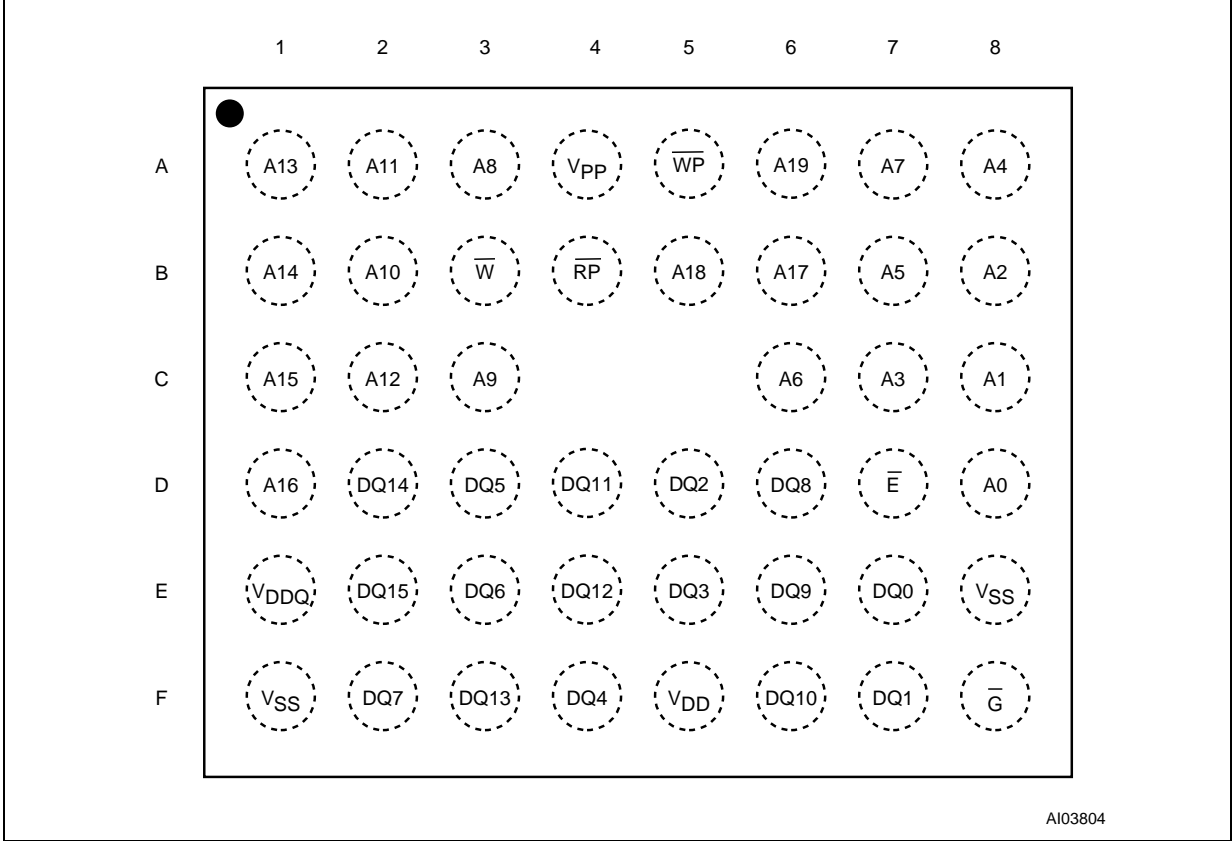 1 2 3 4 5 6 7 8
A A13 A11 A8 VPP W̅P̅ A19 A7 A4
B A14 A10 W̅ R̅P̅ A18 A17 A5 A2
C A15 A12 A9 A6 A3 A1
D A16 DQ14 DQ5 DQ11 DQ2 DQ8 E̅ A0
E VDDQ DQ15 DQ6 DQ12 DQ3 DQ9 DQ0 VSS
F VSS DQ7 DQ13 DQ4 VDD DQ10 DQ1 G̅
AI03804